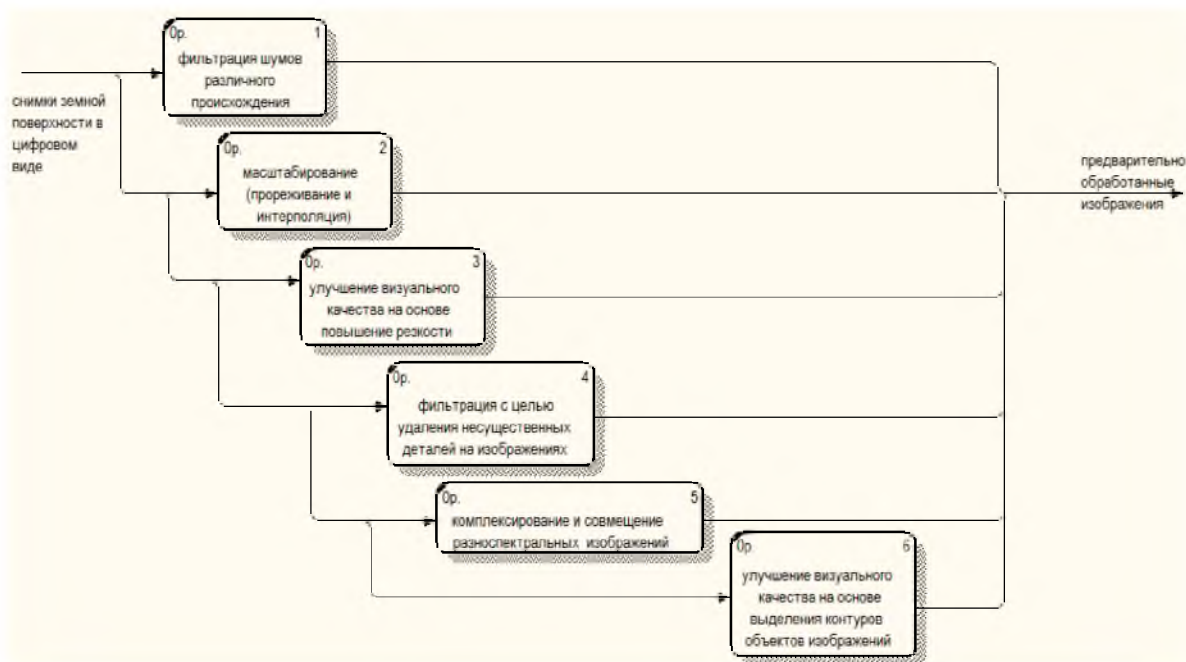 0р. 1
фильтрация шумов
различного
происхождения
снимки земной
поверхности в
цифровом
виде
0р. 2
масштабирование
(прореживание и
интерполяция)
предварительно
обработанные
изображения
0р. 3
улучшение визуального
качества на основе
повышение резкости
0р. 4
фильтрация с целью
удаления несущественных
деталей на изображениях
0р. 5
комплексирование и совмещение
разноспектральных изображений
0р. 6
улучшение визуального
качества на основе
выделения контуров
объектов изображений